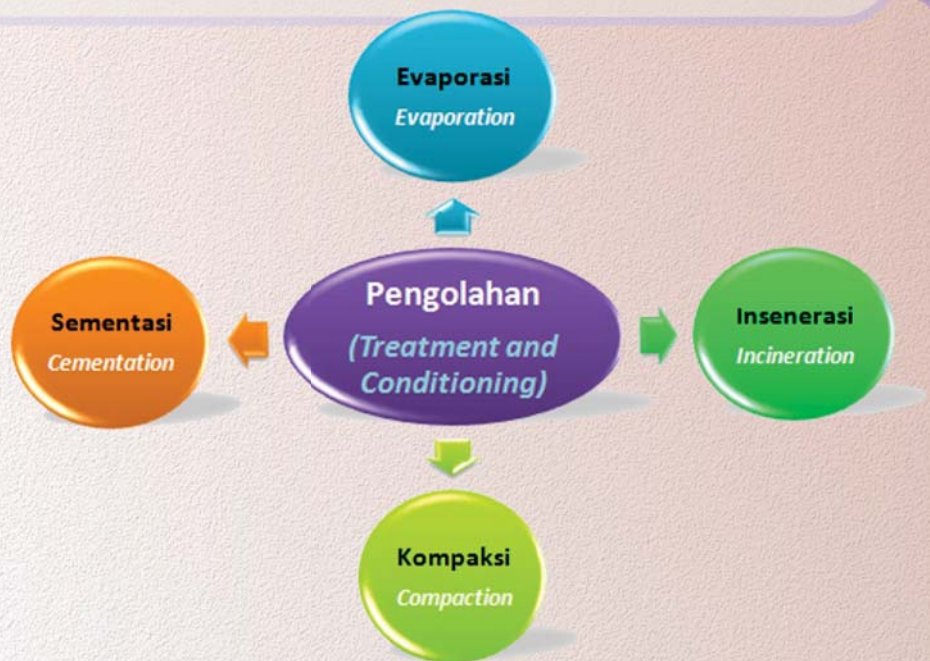 Evaporasi
Evaporation
Sementasi
Cementation
Pengolahan
(Treatment and
Conditioning)
Insenerasi
Incineration
Kompaksi
Compaction